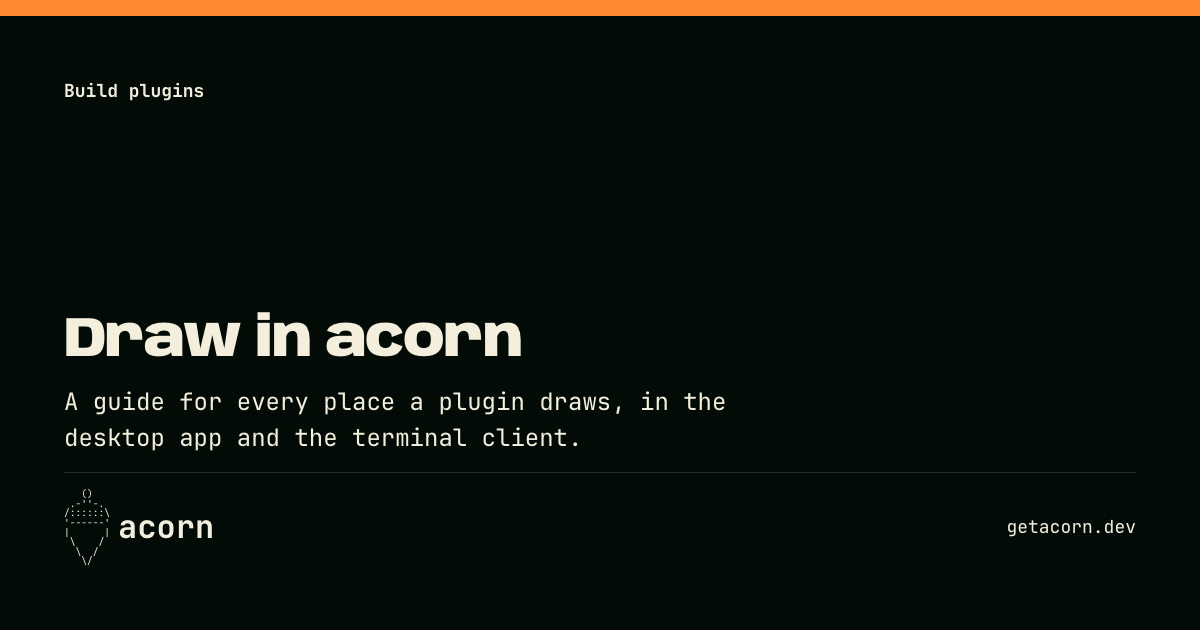 Build plugins
Draw in acorn
A guide for every place a plugin draws, in the
desktop app and the terminal client.
acorn
getacorn.dev